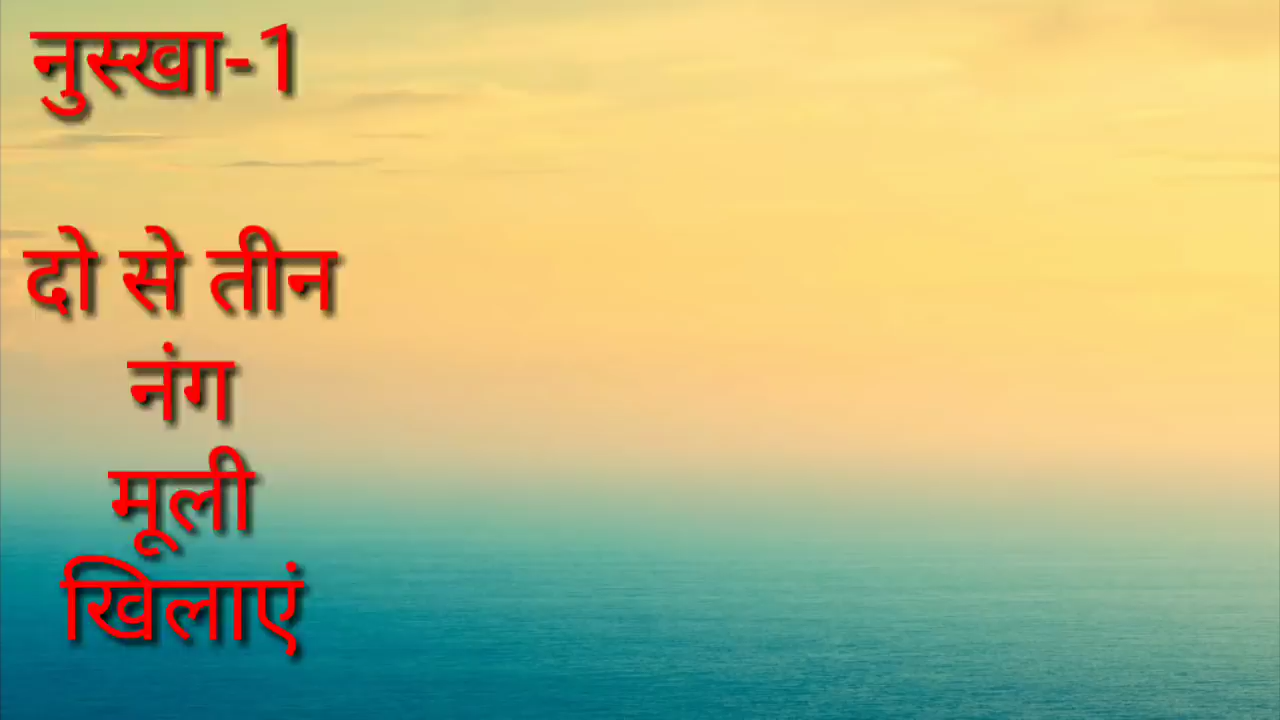 नुस्खा-1
दो से तीन
नंग
मूली
खिलाएं